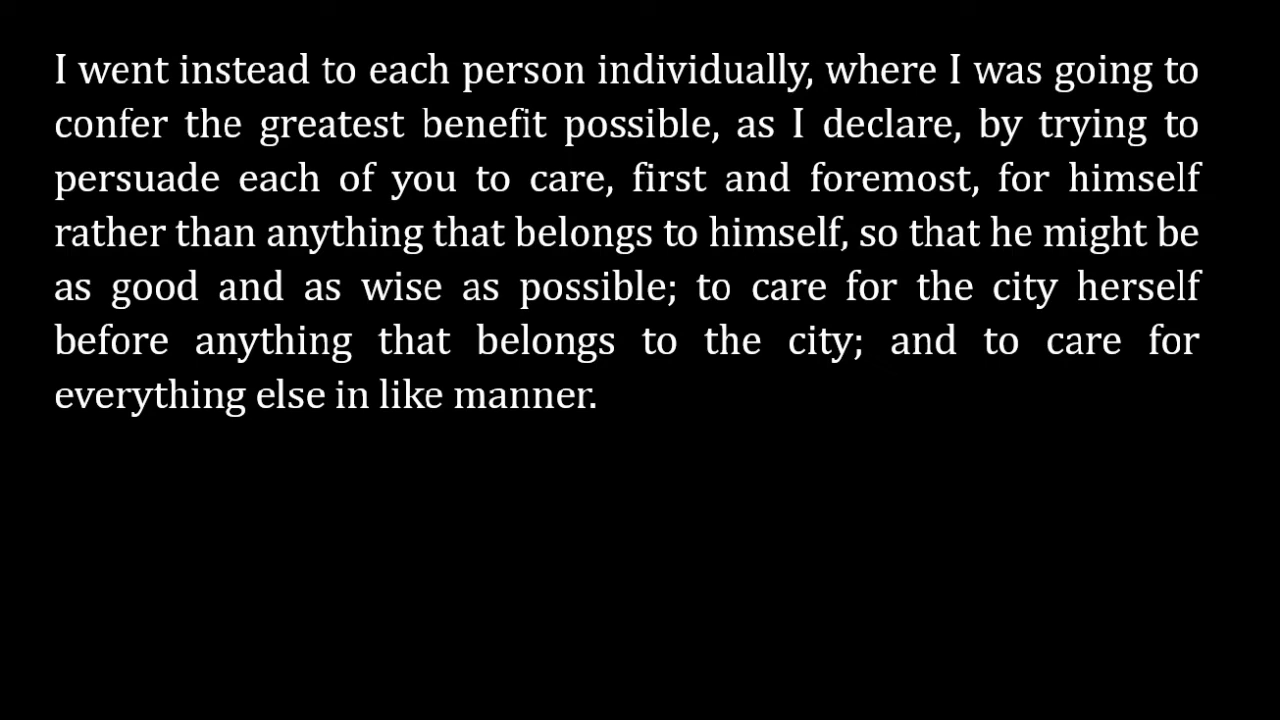 I went instead to each person individually, where I was going to
confer the greatest benefit possible, as I declare, by trying to
persuade each of you to care, first and foremost, for himself
rather than anything that belongs to himself, so that he might be
as good and as wise as possible; to care for the city herself
before anything that belongs to the city; and to care for
everything else in like manner.